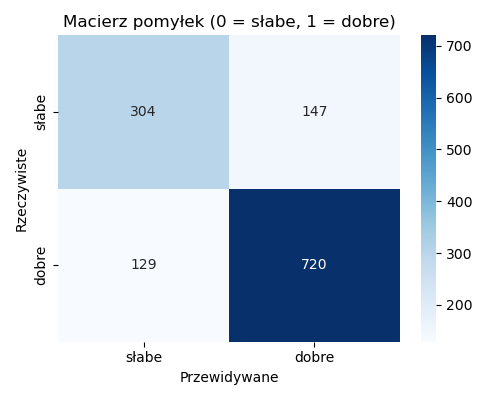 Macierz pomyłek (0 = słabe, 1 = dobre)
Rzeczywiste
słabe
304
147
dobre
129
720
słabe
dobre
Przewidywane
700
600
500
400
300
200